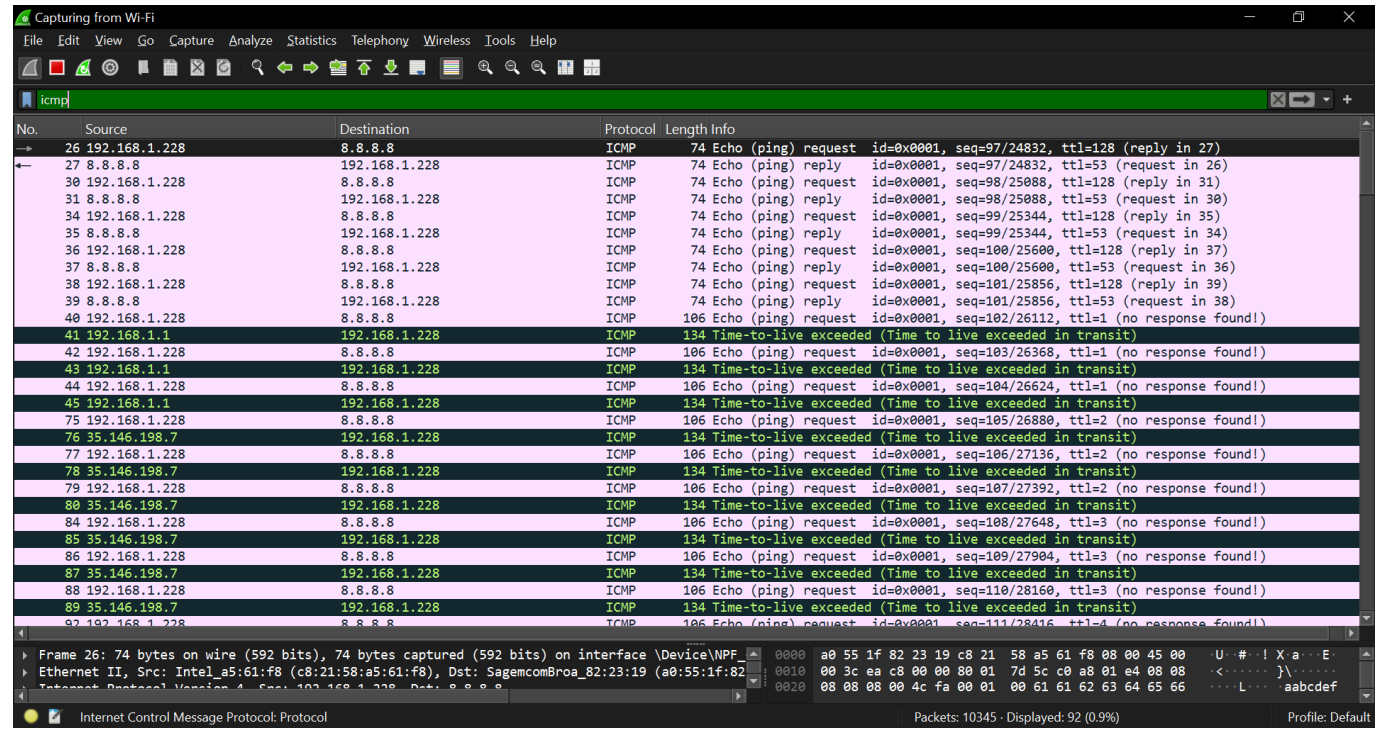 Capturing from Wi-Fi
File Edit View Go Capture Analyze Statistics Telephony Wireless Tools Help
icmp
No. Source Destination Protocol Length Info
26 192.168.1.228 8.8.8.8 ICMP 74 Echo (ping) request id=0x0001, seq=97/24832, ttl=128 (reply in 27)
27 8.8.8.8 192.168.1.228 ICMP 74 Echo (ping) reply id=0x0001, seq=97/24832, ttl=53 (request in 26)
30 192.168.1.228 8.8.8.8 ICMP 74 Echo (ping) request id=0x0001, seq=98/25088, ttl=128 (reply in 31)
31 8.8.8.8 192.168.1.228 ICMP 74 Echo (ping) reply id=0x0001, seq=98/25088, ttl=53 (request in 30)
34 192.168.1.228 8.8.8.8 ICMP 74 Echo (ping) request id=0x0001, seq=99/25344, ttl=128 (reply in 35)
35 8.8.8.8 192.168.1.228 ICMP 74 Echo (ping) reply id=0x0001, seq=99/25344, ttl=53 (request in 34)
36 192.168.1.228 8.8.8.8 ICMP 74 Echo (ping) request id=0x0001, seq=100/25600, ttl=128 (reply in 37)
37 8.8.8.8 192.168.1.228 ICMP 74 Echo (ping) reply id=0x0001, seq=100/25600, ttl=53 (request in 36)
38 192.168.1.228 8.8.8.8 ICMP 74 Echo (ping) request id=0x0001, seq=101/25856, ttl=128 (reply in 39)
39 8.8.8.8 192.168.1.228 ICMP 74 Echo (ping) reply id=0x0001, seq=101/25856, ttl=53 (request in 38)
40 192.168.1.228 8.8.8.8 ICMP 106 Echo (ping) request id=0x0001, seq=102/26112, ttl=1 (no response found!)
41 192.168.1.1 192.168.1.228 ICMP 134 Time-to-live exceeded (Time to live exceeded in transit)
42 192.168.1.228 8.8.8.8 ICMP 106 Echo (ping) request id=0x0001, seq=103/26368, ttl=1 (no response found!)
43 192.168.1.1 192.168.1.228 ICMP 134 Time-to-live exceeded (Time to live exceeded in transit)
44 192.168.1.228 8.8.8.8 ICMP 106 Echo (ping) request id=0x0001, seq=104/26624, ttl=1 (no response found!)
45 192.168.1.1 192.168.1.228 ICMP 134 Time-to-live exceeded (Time to live exceeded in transit)
75 192.168.1.228 8.8.8.8 ICMP 106 Echo (ping) request id=0x0001, seq=105/26880, ttl=2 (no response found!)
76 35.146.198.7 192.168.1.228 ICMP 134 Time-to-live exceeded (Time to live exceeded in transit)
77 192.168.1.228 8.8.8.8 ICMP 106 Echo (ping) request id=0x0001, seq=106/27136, ttl=2 (no response found!)
78 35.146.198.7 192.168.1.228 ICMP 134 Time-to-live exceeded (Time to live exceeded in transit)
79 192.168.1.228 8.8.8.8 ICMP 106 Echo (ping) request id=0x0001, seq=107/27392, ttl=2 (no response found!)
80 35.146.198.7 192.168.1.228 ICMP 134 Time-to-live exceeded (Time to live exceeded in transit)
84 192.168.1.228 8.8.8.8 ICMP 106 Echo (ping) request id=0x0001, seq=108/27648, ttl=3 (no response found!)
85 35.146.198.7 192.168.1.228 ICMP 134 Time-to-live exceeded (Time to live exceeded in transit)
86 192.168.1.228 8.8.8.8 ICMP 106 Echo (ping) request id=0x0001, seq=109/27904, ttl=3 (no response found!)
87 35.146.198.7 192.168.1.228 ICMP 134 Time-to-live exceeded (Time to live exceeded in transit)
88 192.168.1.228 8.8.8.8 ICMP 106 Echo (ping) request id=0x0001, seq=110/28160, ttl=3 (no response found!)
89 35.146.198.7 192.168.1.228 ICMP 134 Time-to-live exceeded (Time to live exceeded in transit)
92 192.168.1.228 8.8.8.8 ICMP 106 Echo (ping) request id=0x0001, seq=111/28416, ttl=4 (no response found!)
Frame 26: 74 bytes on wire (592 bits), 74 bytes captured (592 bits) on interface \Device\NPF_
Ethernet II, Src: Intel_a5:61:f8 (c8:21:58:a5:61:f8), Dst: SagemcomBroa_82:23:19 (a0:55:1f:82
Internet Protocol Version 4, Src: 192.168.1.228, Dst: 8.8.8.8
0000 a0 55 1f 82 23 19 c8 21 58 a5 61 f8 08 00 45 00 ·U··#··! X·a···E·
0010 00 3c ea c8 00 00 80 01 7d 5c c0 a8 01 e4 08 08 ·<······ }\······
0020 08 08 08 00 4c fa 00 01 00 61 61 62 63 64 65 66 ····L··· ·aabcdef
Internet Control Message Protocol: Protocol
Packets: 10345 · Displayed: 92 (0.9%)
Profile: Default